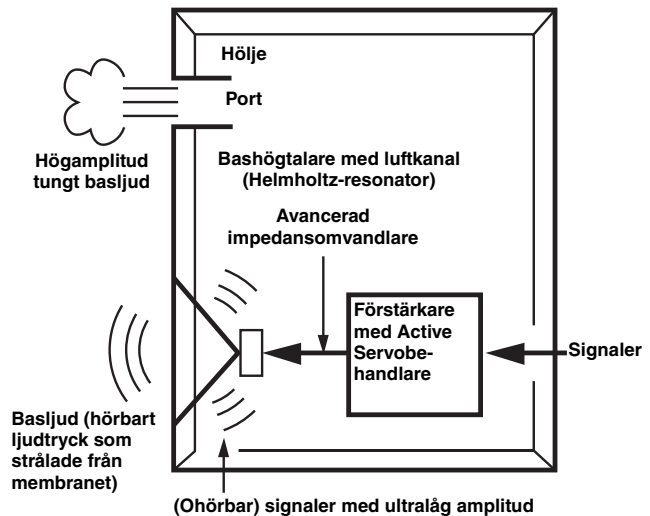 Hölje
Port
Högamplitud
tungt basljud
Bashögtalare med luftkanal
(Helmholtz-resonator)
Avancerad
impedansomvandlare
Förstärkare
med Active
Servobe-
handlare
Signaler
Basljud (hörbart
ljudtryck som
strålade från
membranet)
(Ohörbar) signaler med ultralåg amplitud